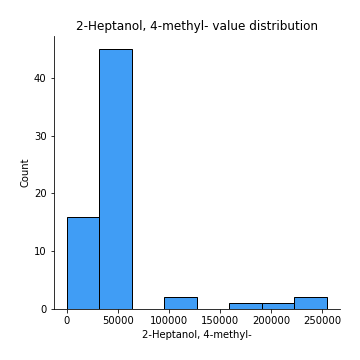 2-Heptanol, 4-methyl- value distribution
40
30
20
10
0
Count
0 50000 100000 150000 200000 250000
2-Heptanol, 4-methyl-